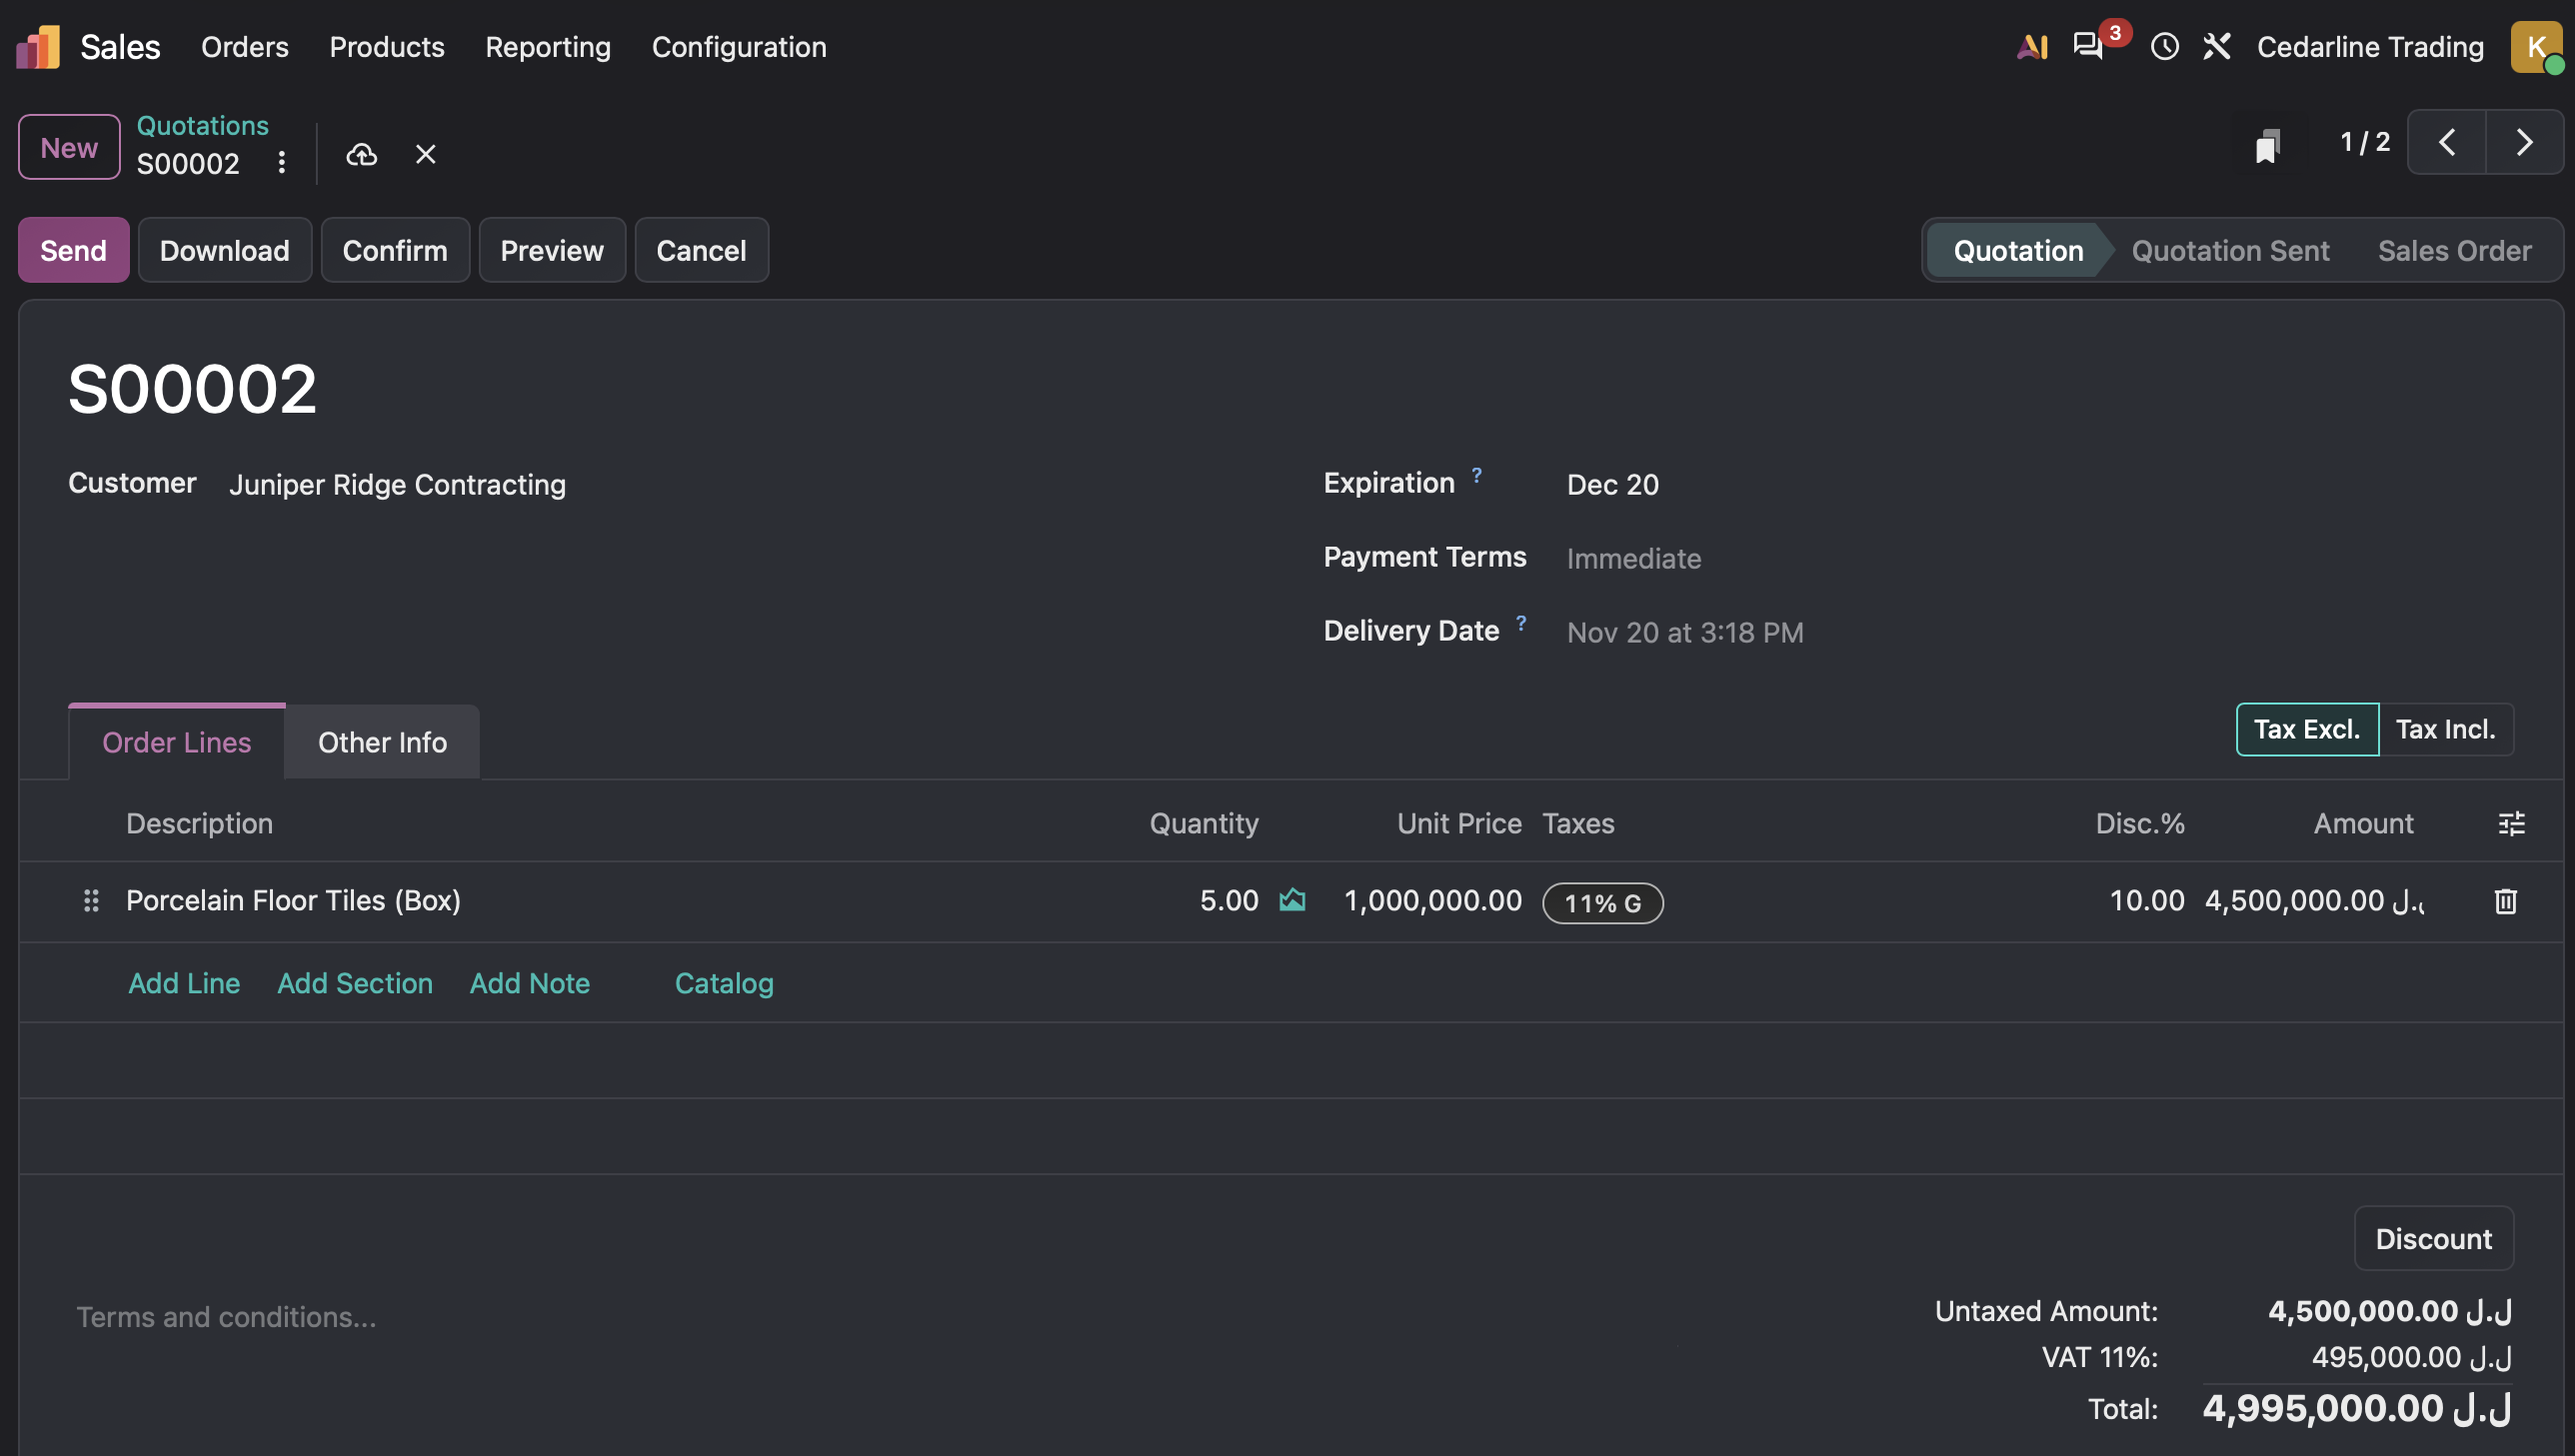 Sales Orders Products Reporting Configuration AI 3 Cedarline Trading K
New Quotations 1 / 2
S00002
Send Download Confirm Preview Cancel Quotation Quotation Sent Sales Order
S00002
Customer Juniper Ridge Contracting Expiration ? Dec 20
Payment Terms Immediate
Delivery Date ? Nov 20 at 3:18 PM
Order Lines Other Info Tax Excl. Tax Incl.
Description Quantity Unit Price Taxes Disc.% Amount
Porcelain Floor Tiles (Box) 5.00 1,000,000.00 11% G 10.00 4,500,000.00 ل.ل
Add Line Add Section Add Note Catalog
Discount
Terms and conditions...
Untaxed Amount: 4,500,000.00 ل.ل
VAT 11%: 495,000.00 ل.ل
Total: 4,995,000.00 ل.ل